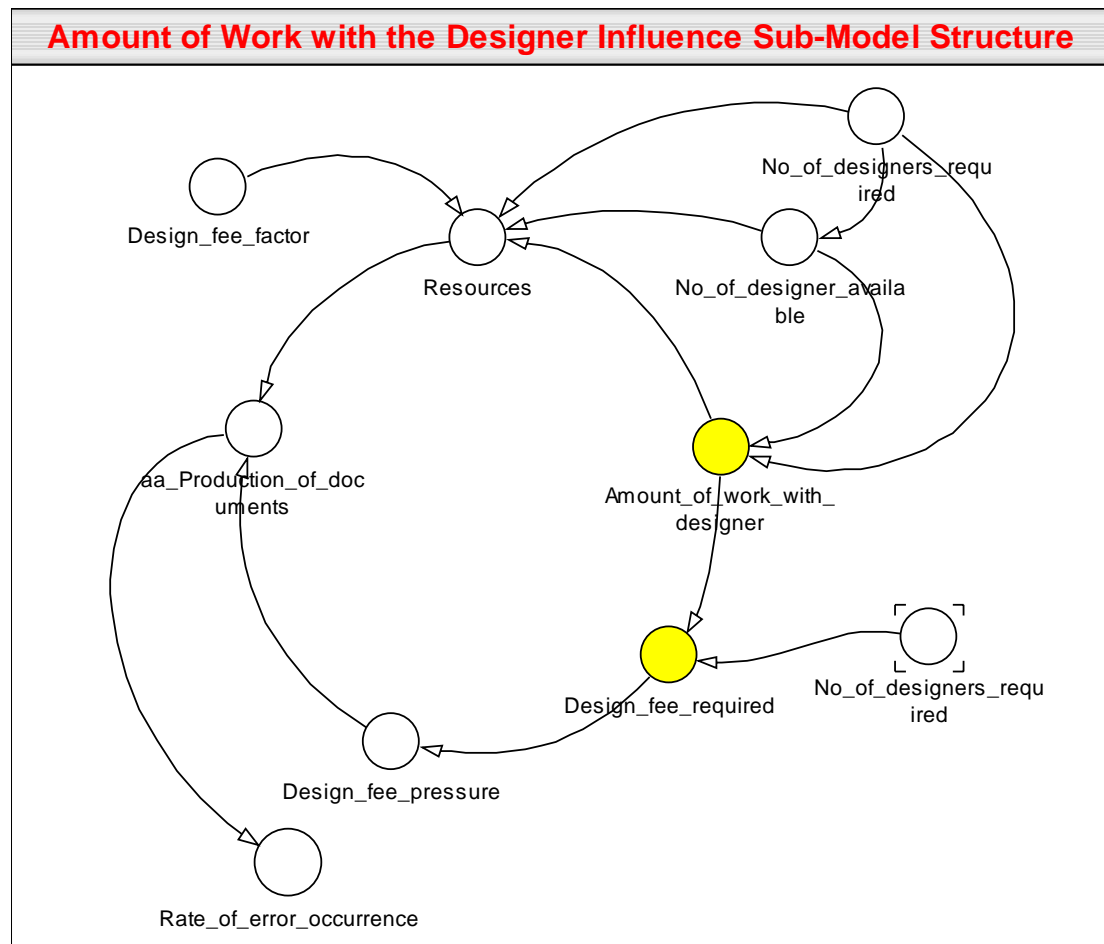 Amount of Work with the Designer Influence Sub-Model Structure
No_of_designers_requ
ired
Design_fee_factor
Resources
No_of_designer_availa
ble
aa_Production_of_doc
uments
Amount_of_work_with_
designer
Design_fee_required
No_of_designers_requ
ired
Design_fee_pressure
Rate_of_error_occurrence